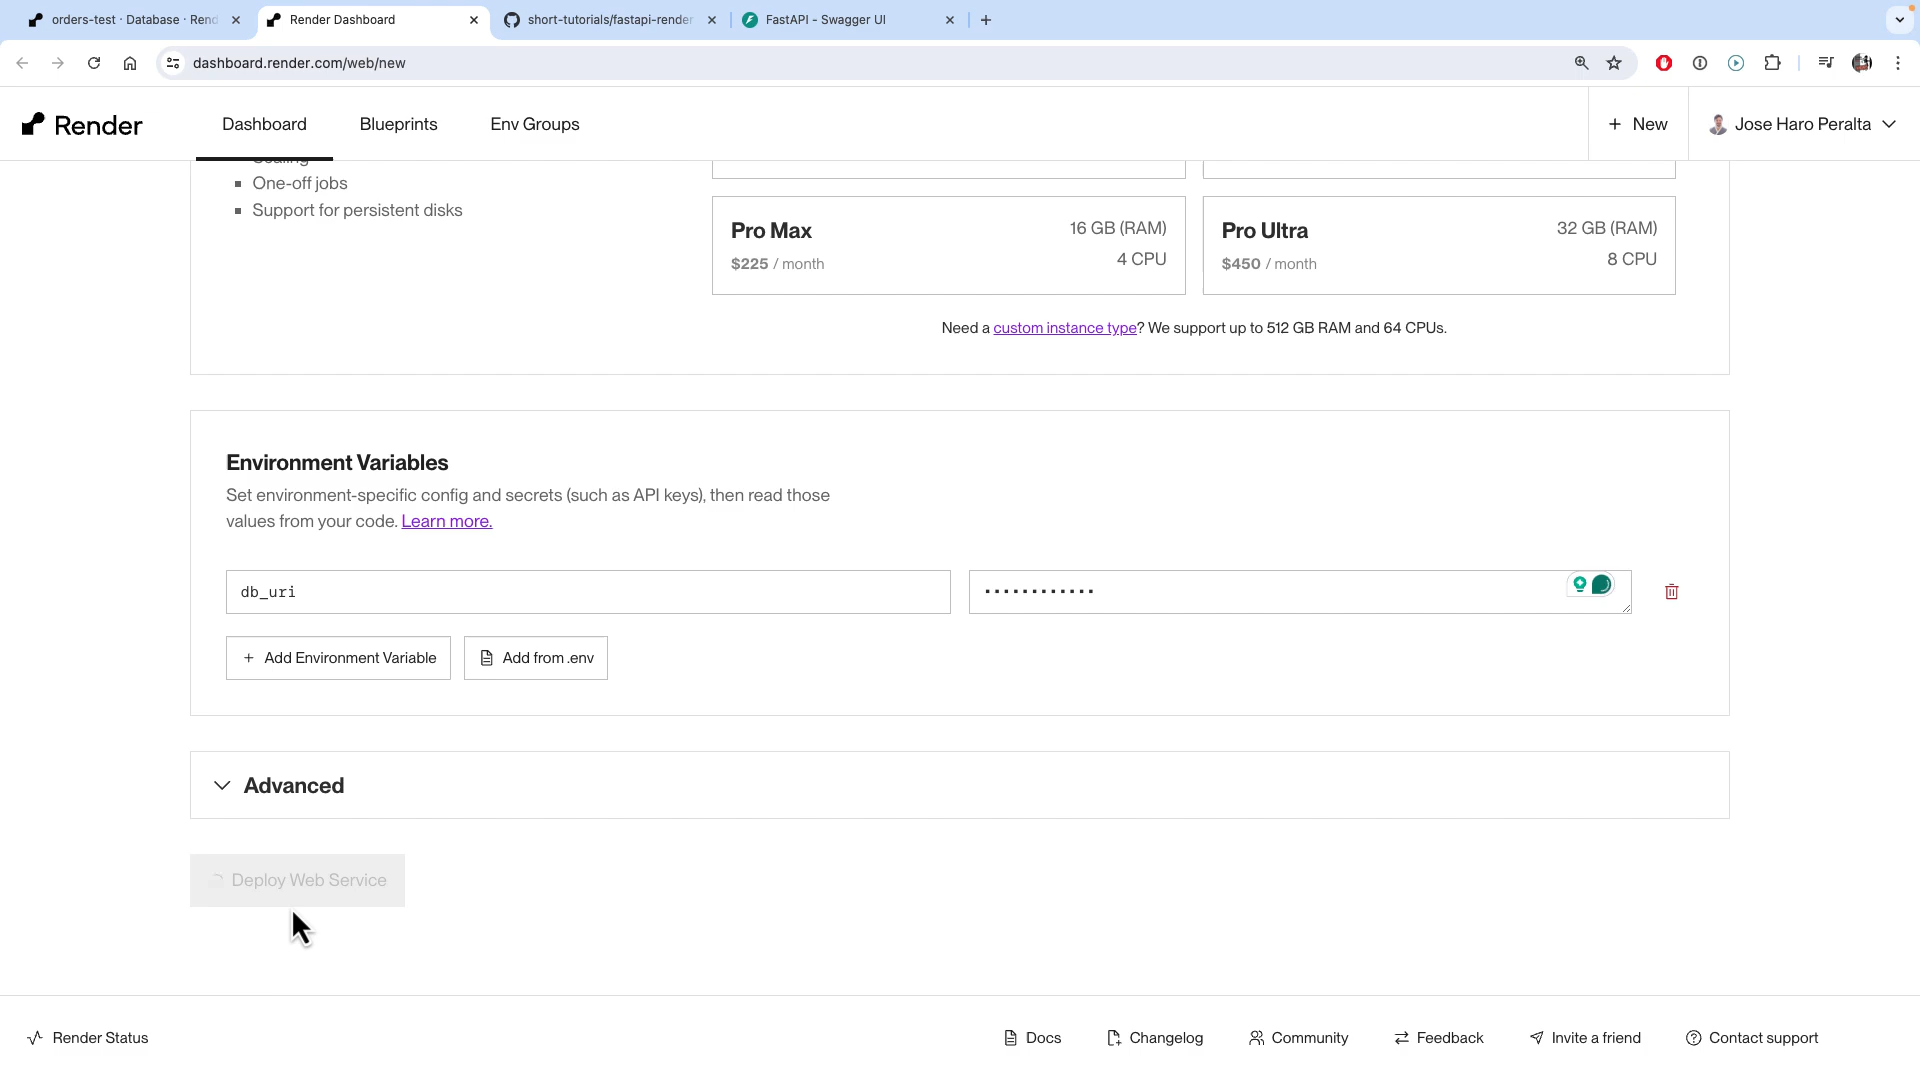 orders-test · Database · Rend
Render Dashboard
short-tutorials/fastapi-render
FastAPI - Swagger UI
dashboard.render.com/web/new
Render
Dashboard
Blueprints
Env Groups
+ New
Jose Haro Peralta
Scaling
One-off jobs
Support for persistent disks
Pro Max
16 GB (RAM)
$225 / month
4 CPU
Pro Ultra
32 GB (RAM)
$450 / month
8 CPU
Need a custom instance type? We support up to 512 GB RAM and 64 CPUs.
Environment Variables
Set environment-specific config and secrets (such as API keys), then read those
values from your code. Learn more.
db_uri
············
+ Add Environment Variable
Add from .env
Advanced
Deploy Web Service
Render Status
Docs
Changelog
Community
Feedback
Invite a friend
Contact support